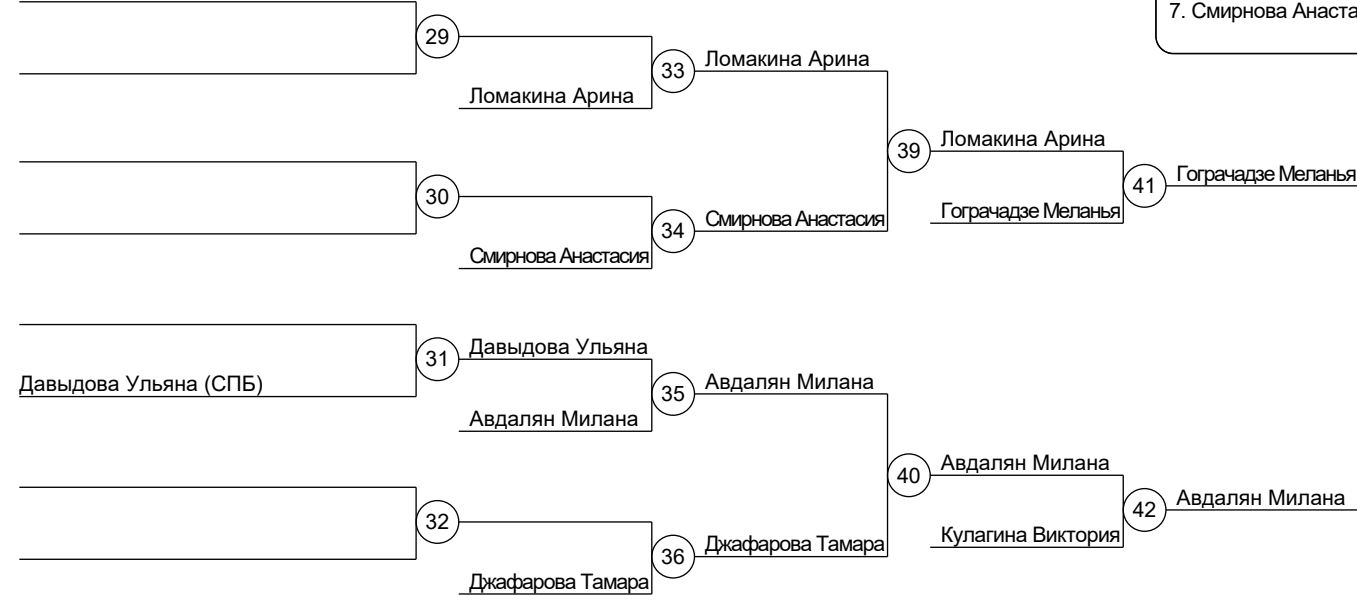 7. Смирнова Анаста
29
33
Ломакина Арина
Ломакина Арина
39
Ломакина Арина
41
Гограчадзе Меланья
30
34
Смирнова Анастасия
Гограчадзе Меланья
Смирнова Анастасия
31
Давыдова Ульяна
Давыдова Ульяна (СПБ)
35
Авдалян Милана
Авдалян Милана
40
Авдалян Милана
42
Авдалян Милана
32
36
Джафарова Тамара
Кулагина Виктория
Джафарова Тамара